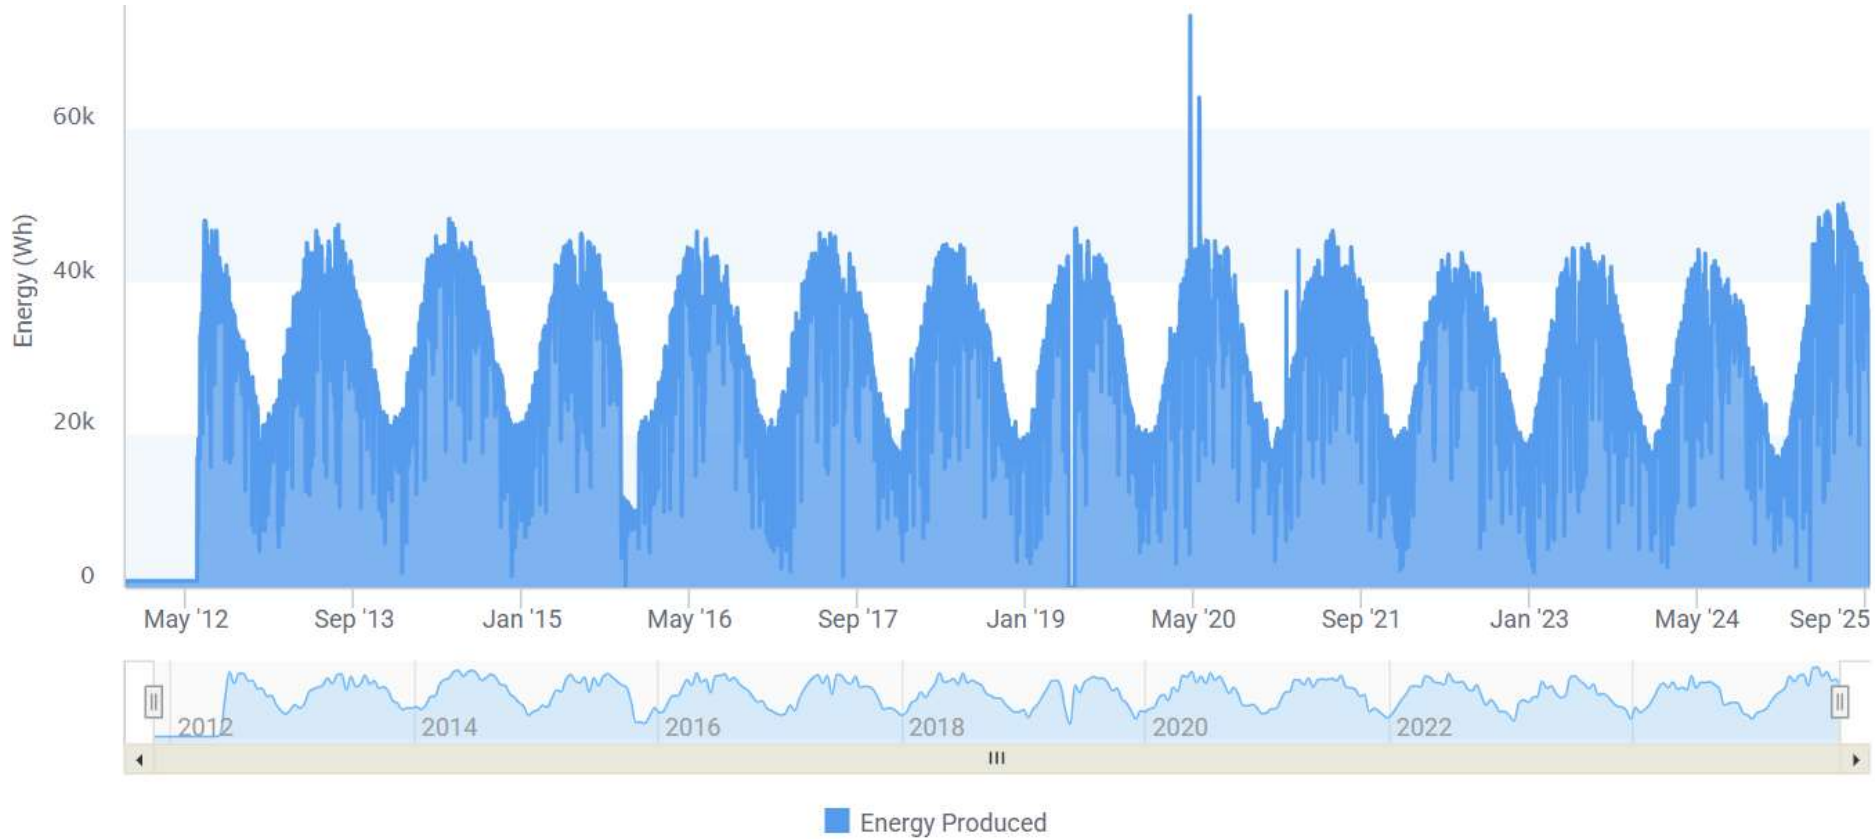 60k
40k
20k
0
Energy (Wh)
May '12 Sep '13 Jan '15 May '16 Sep '17 Jan '19 May '20 Sep '21 Jan '23 May '24 Sep '25
2012 2014 2016 2018 2020 2022
Energy Produced